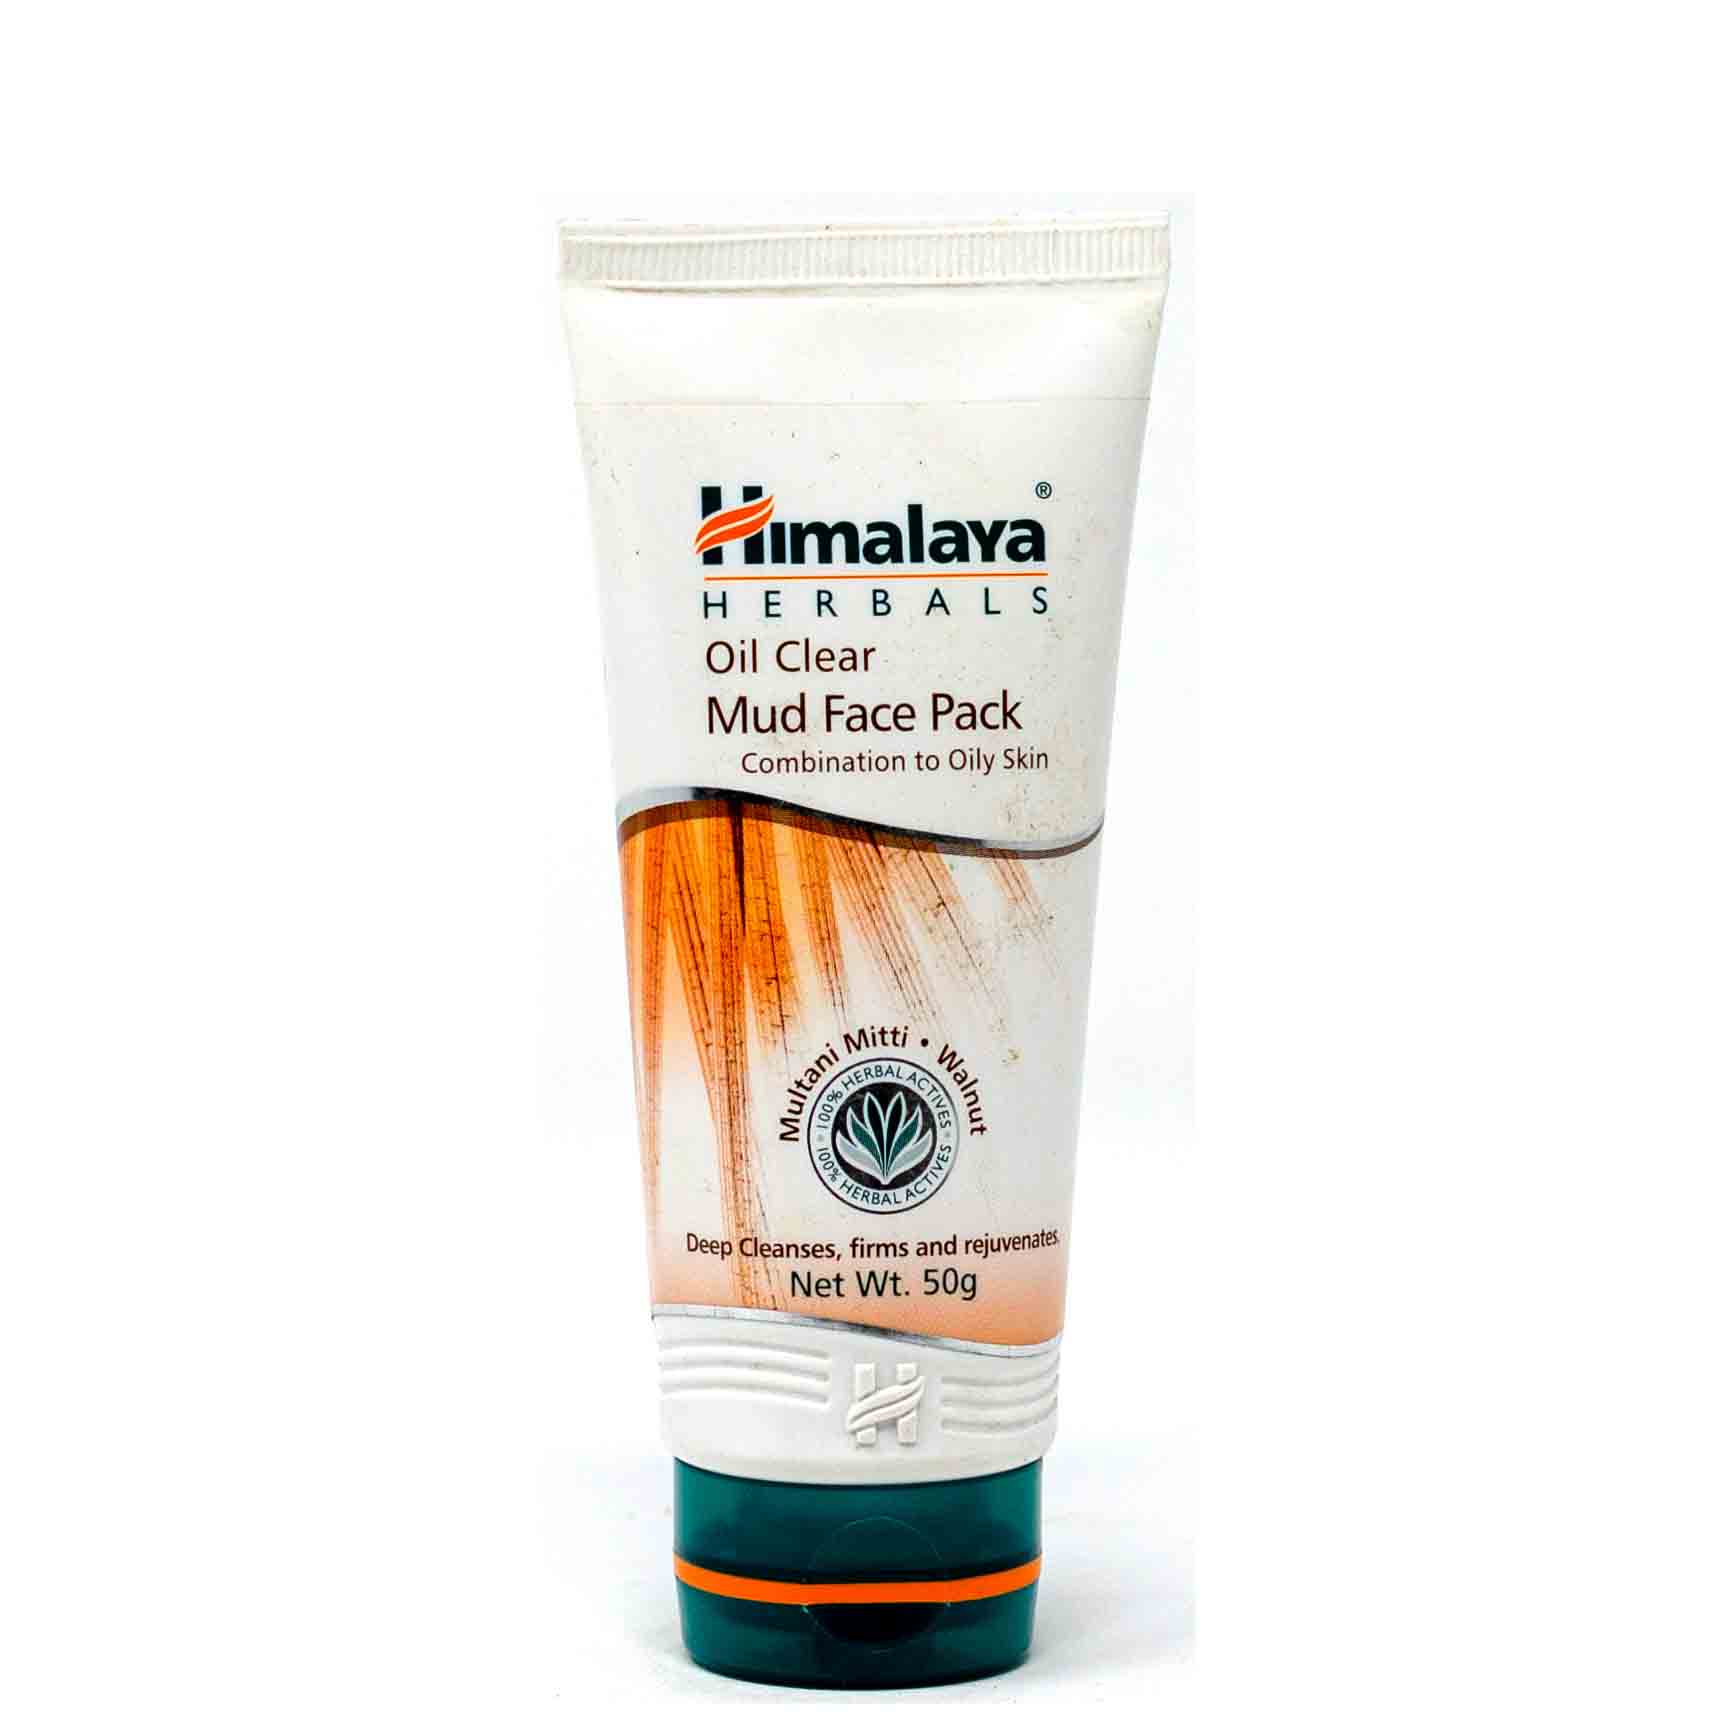 Himalaya®
HERBALS
Oil Clear
Mud Face Pack
Combination to Oily Skin
Multani Mitti • Walnut
100% HERBAL ACTIVES
100% HERBAL ACTIVES
Deep Cleanses, firms and rejuvenates.
Net Wt. 50g
H